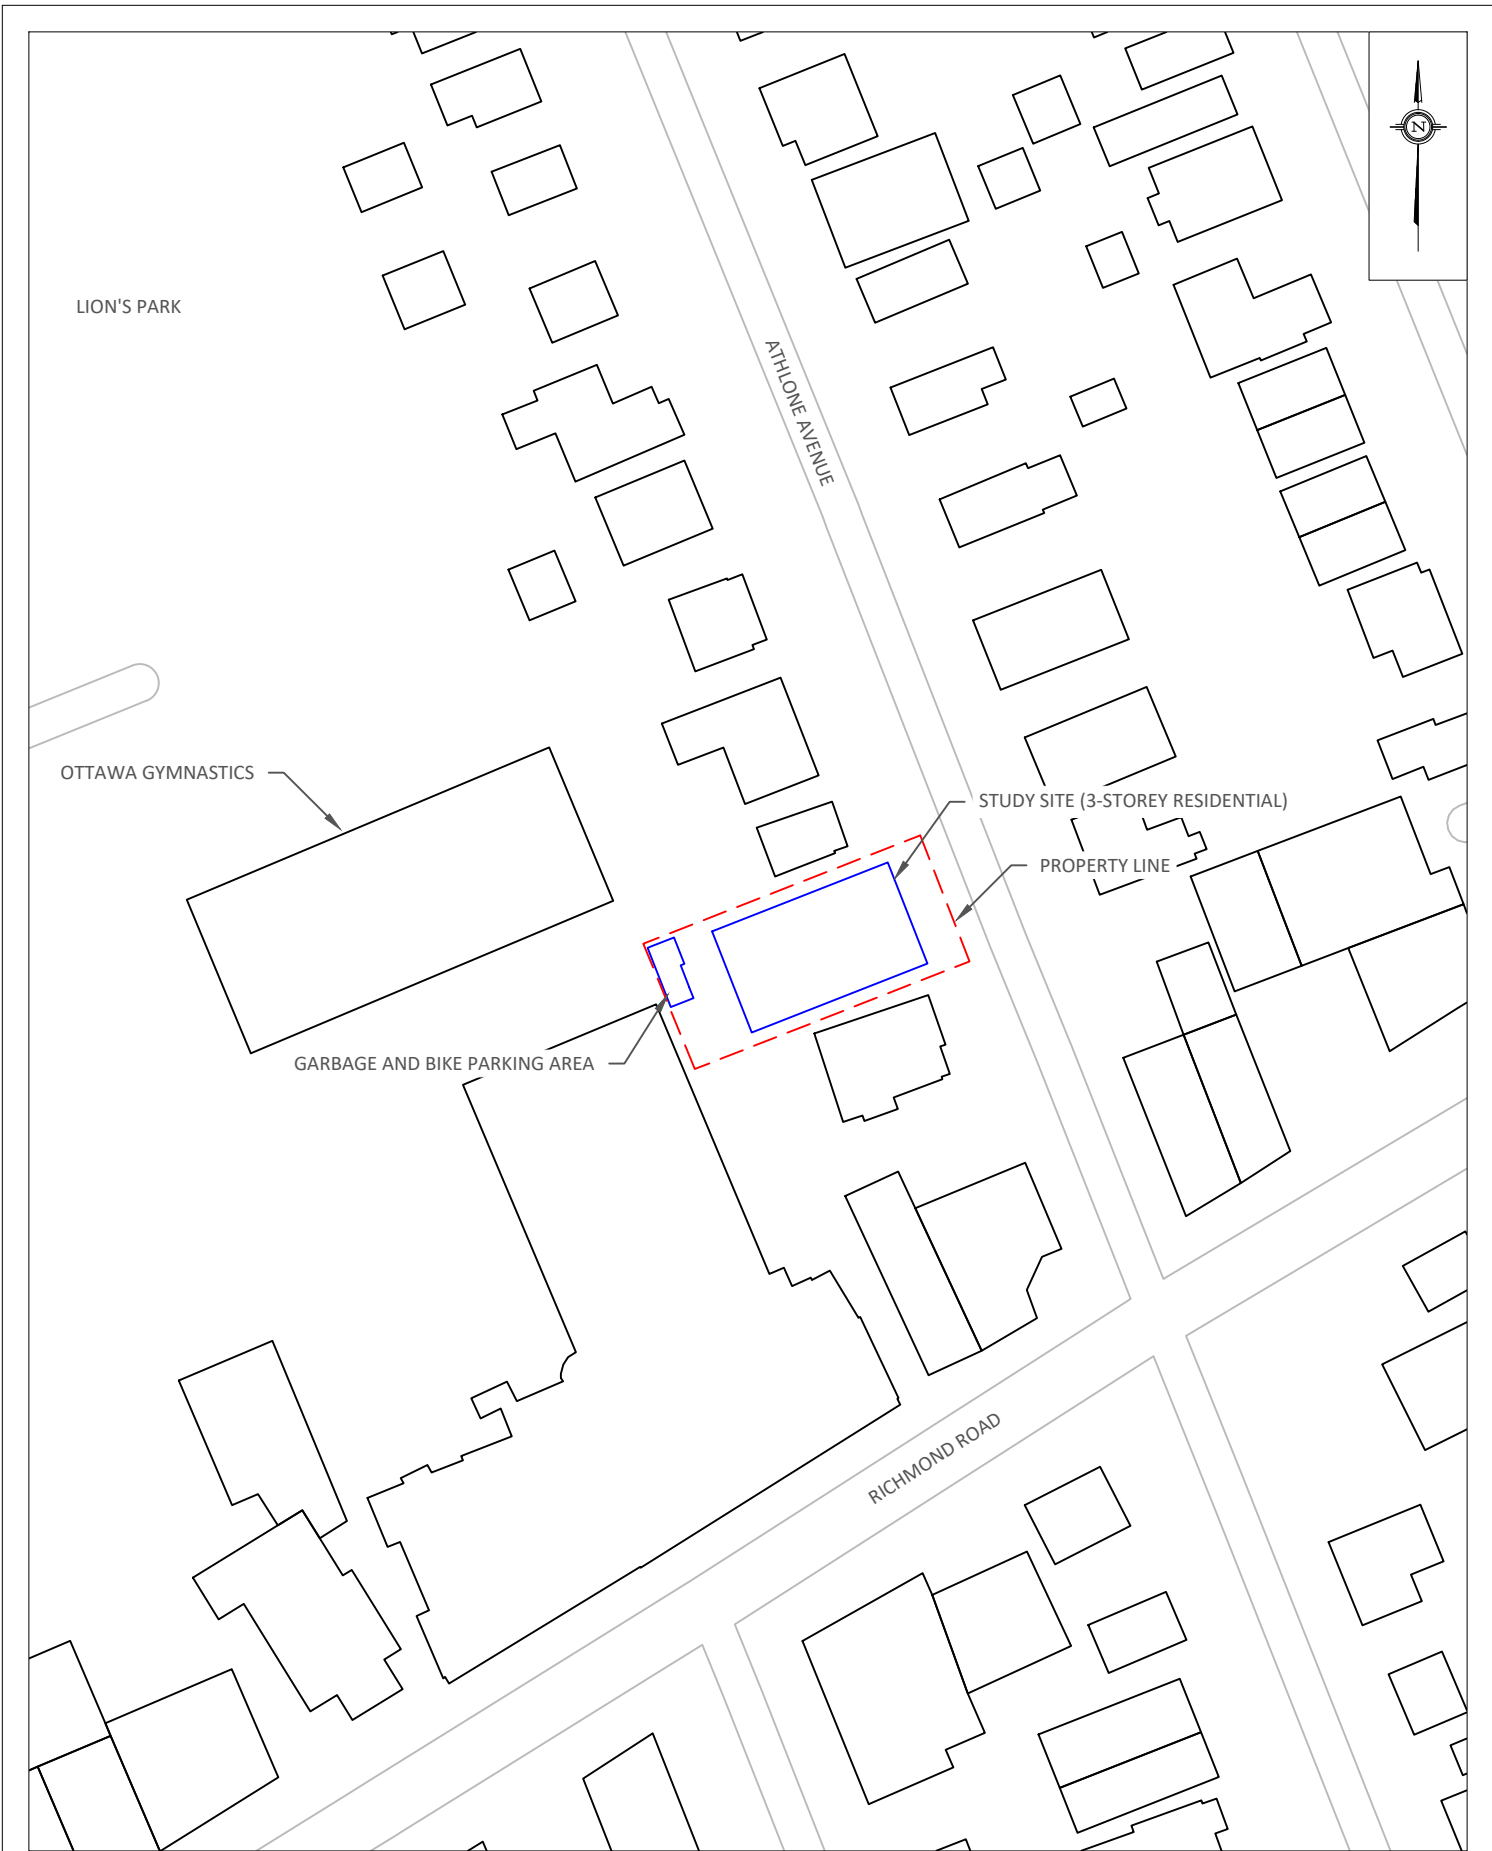 N
LION'S PARK
ATHLONE AVENUE
OTTAWA GYMNASTICS
STUDY SITE (3-STOREY RESIDENTIAL)
PROPERTY LINE
GARBAGE AND BIKE PARKING AREA
RICHMOND ROAD